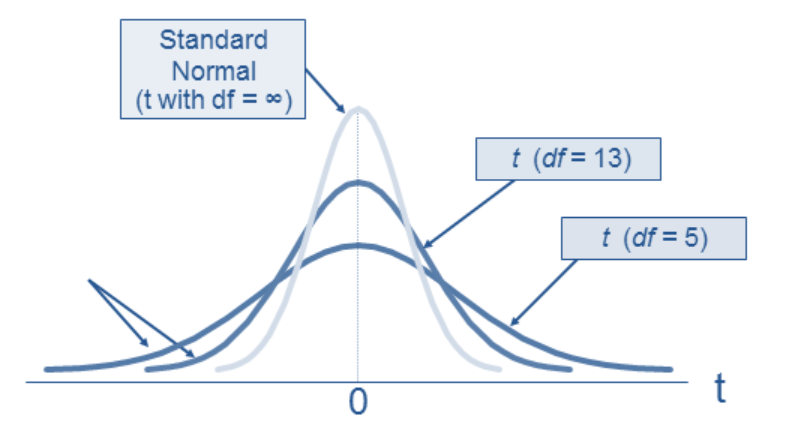 Standard
Normal
(t with df = ∞)
t (df = 13)
t (df = 5)
0
t